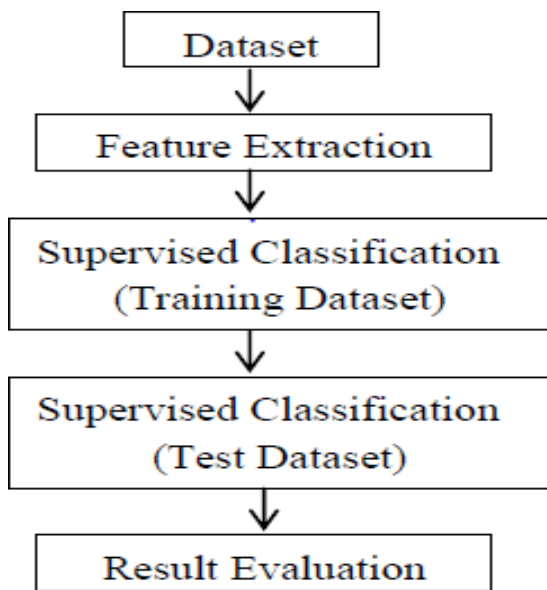 Dataset
Feature Extraction
Supervised Classification
(Training Dataset)
Supervised Classification
(Test Dataset)
Result Evaluation